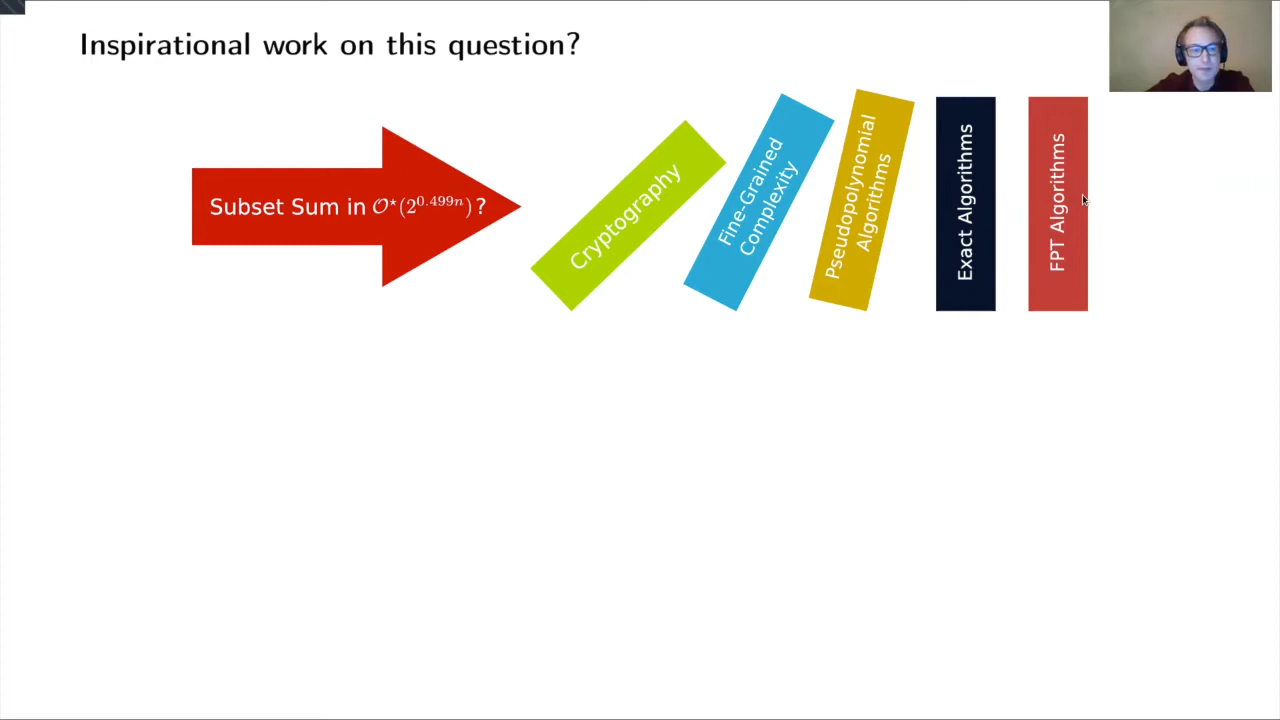 Inspirational work on this question?
Subset Sum in 𝒪*(2^{0.499n})?
Cryptography
Fine-Grained
Complexity
Pseudopolynomial
Algorithms
Exact Algorithms
FPT Algorithms